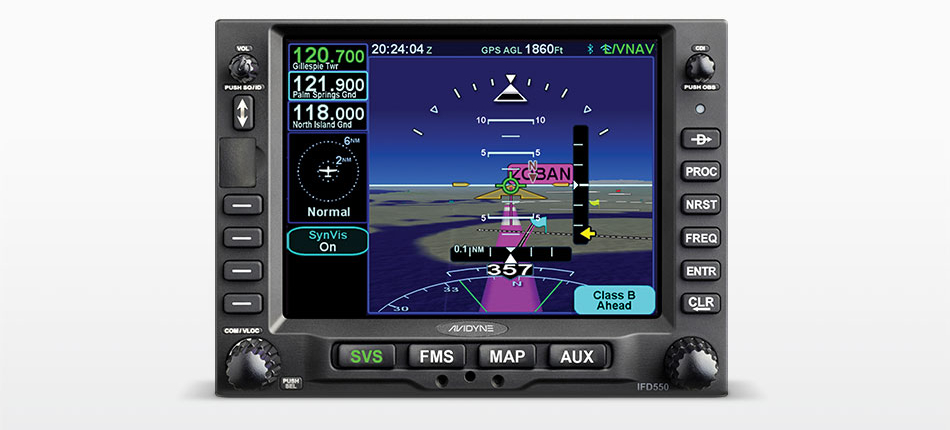 VOL
PUSH SQ/ID
120.700
Gillespie Twr
121.900
Palm Springs Gnd
118.000
North Island Gnd
6NM
2NM
Normal
SynVis
On
20:24:04 Z
GPS AGL 1860Ft
/VNAV
10 10
5 5
N
ZOBAN
5 5
0.1 NM
357
33
N
30
Class B
Ahead
CDI
PUSH OBS
D
PROC
NRST
FREQ
ENTR
CLR
AVIDYNE
COM/VLOC
PUSH
SEL
SVS
FMS
MAP
AUX
IFD550